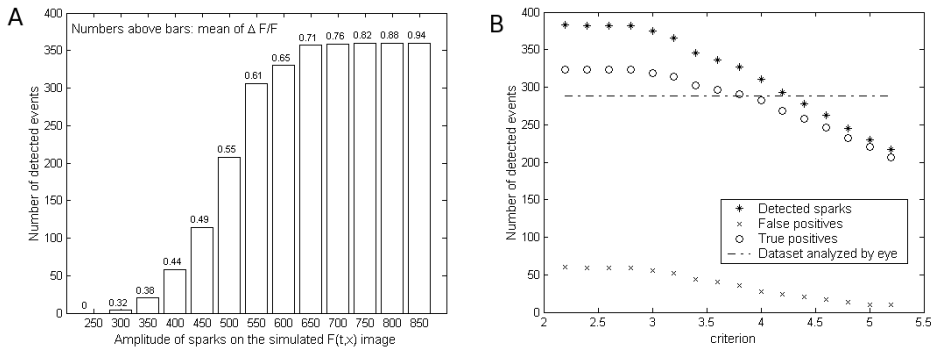 A
Numbers above bars: mean of Δ F/F
Number of detected events
400
350
300
250
200
150
100
50
0
0
0.32
0.38
0.44
0.49
0.55
0.61
0.65
0.71
0.76
0.82
0.88
0.94
250 300 350 400 450 500 550 600 650 700 750 800 850
Amplitude of sparks on the simulated F(t,x) image
B
Number of detected events
400
350
300
250
200
150
100
50
0
Detected sparks
False positives
True positives
Dataset analyzed by eye
2 2.5 3 3.5 4 4.5 5 5.5
criterion